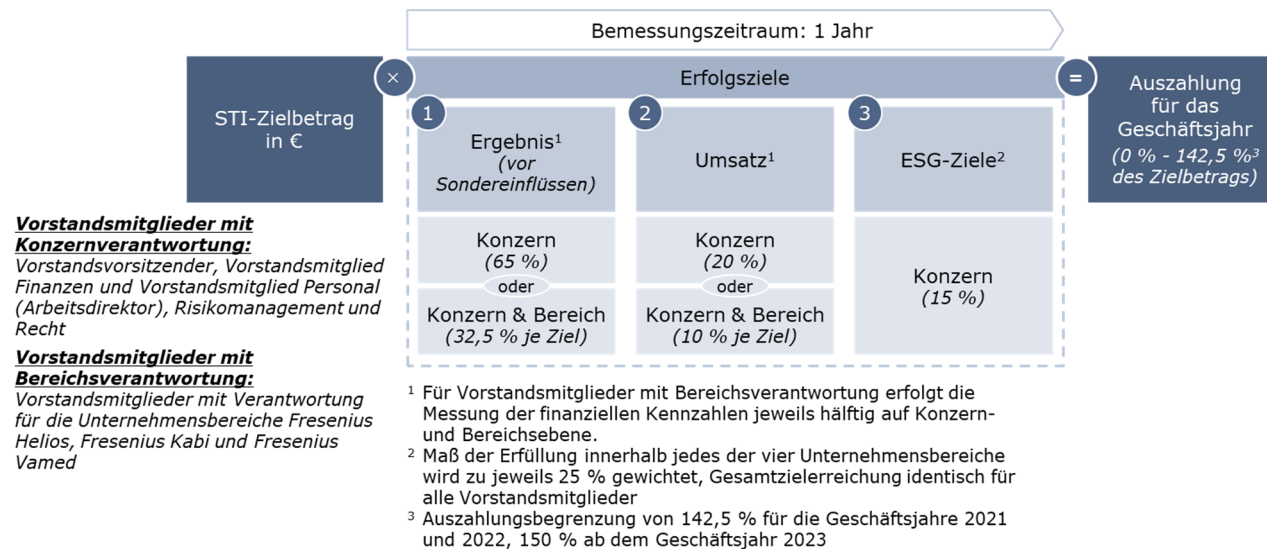 Bemessungszeitraum: 1 Jahr
STI-Zielbetrag
in €
×
Erfolgsziele
=
Auszahlung
für das
Geschäftsjahr
(0 % - 142,5 %³
des Zielbetrags)
1
Ergebnis¹
(vor
Sondereinflüssen)
2
Umsatz¹
3
ESG-Ziele²
Konzern
(65 %)
oder
Konzern & Bereich
(32,5 % je Ziel)
Konzern
(20 %)
oder
Konzern & Bereich
(10 % je Ziel)
Konzern
(15 %)
Vorstandsmitglieder mit
Konzernverantwortung:
Vorstandsvorsitzender, Vorstandsmitglied
Finanzen und Vorstandsmitglied Personal
(Arbeitsdirektor), Risikomanagement und
Recht
Vorstandsmitglieder mit
Bereichsverantwortung:
Vorstandsmitglieder mit Verantwortung
für die Unternehmensbereiche Fresenius
Helios, Fresenius Kabi und Fresenius
Vamed
¹ Für Vorstandsmitglieder mit Bereichsverantwortung erfolgt die
Messung der finanziellen Kennzahlen jeweils hälftig auf Konzern-
und Bereichsebene.
² Maß der Erfüllung innerhalb jedes der vier Unternehmensbereiche
wird zu jeweils 25 % gewichtet, Gesamtzielerreichung identisch für
alle Vorstandsmitglieder
³ Auszahlungsbegrenzung von 142,5 % für die Geschäftsjahre 2021
und 2022, 150 % ab dem Geschäftsjahr 2023